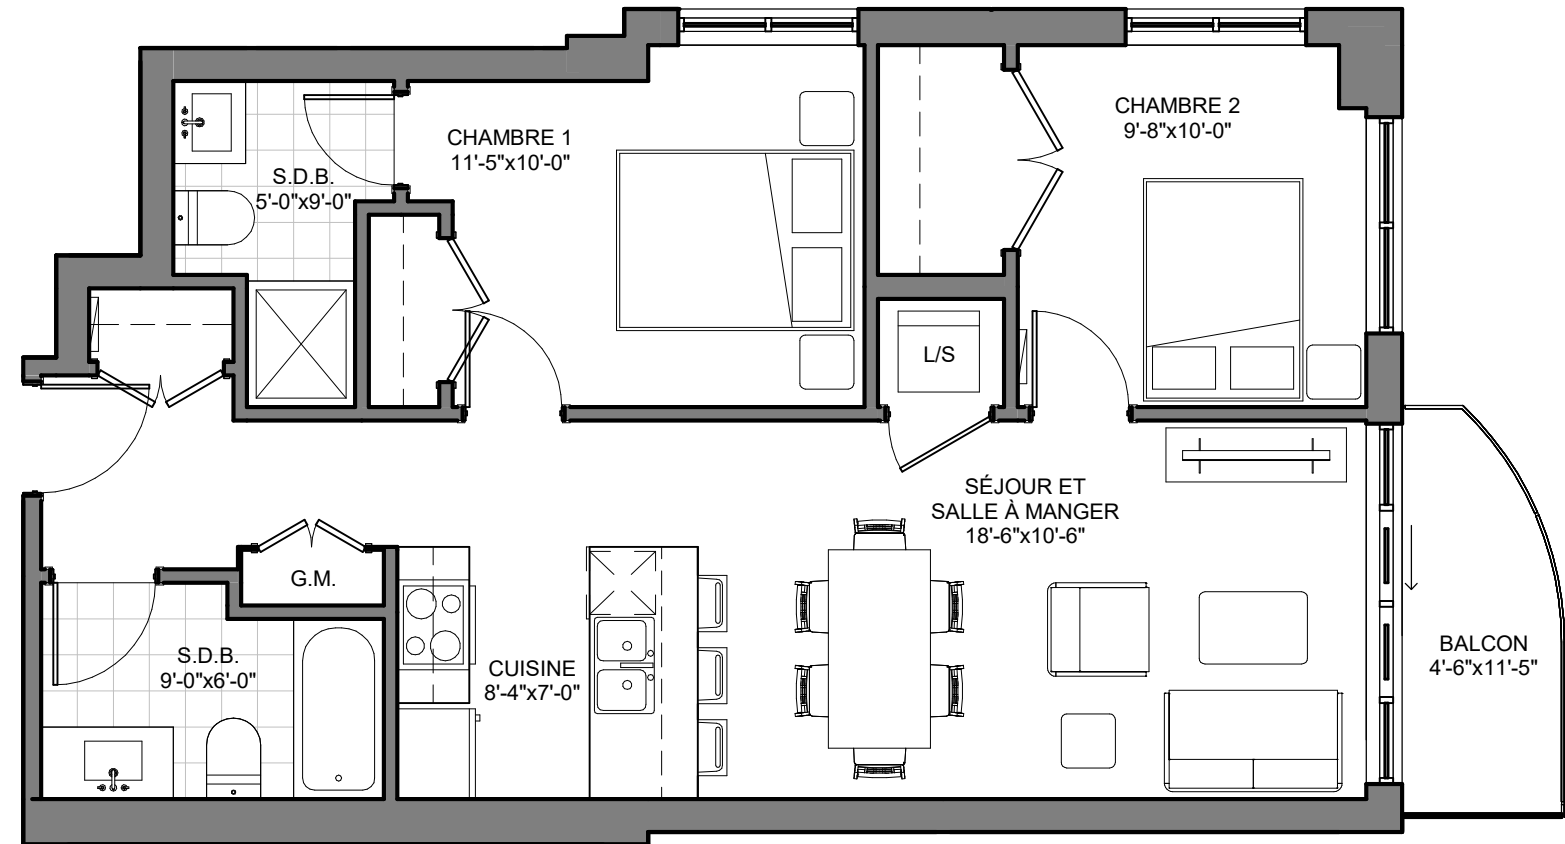 CHAMBRE 1
11'-5"x10'-0"
CHAMBRE 2
9'-8"x10'-0"
S.D.B.
5'-0"x9'-0"
L/S
SÉJOUR ET
SALLE À MANGER
18'-6"x10'-6"
G.M.
S.D.B.
9'-0"x6'-0"
CUISINE
8'-4"x7'-0"
BALCON
4'-6"x11'-5"